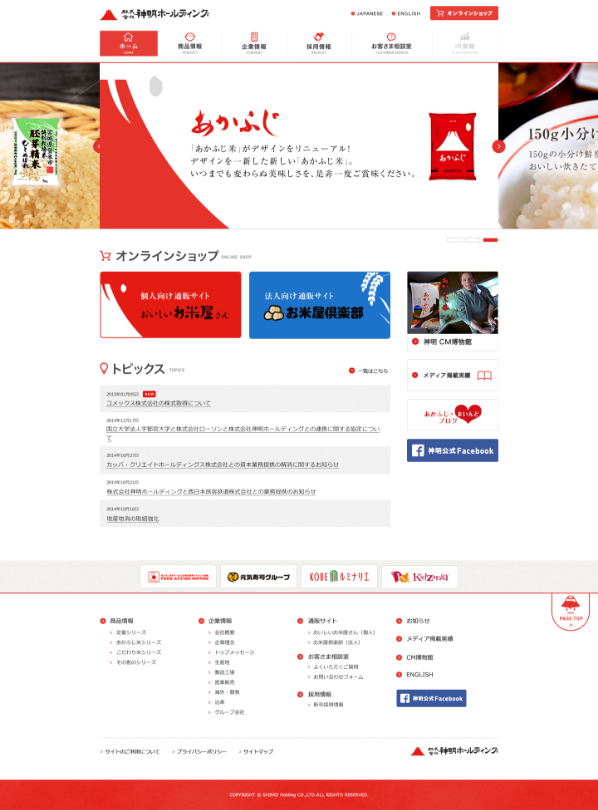 株式会社 神明ホールディングス
JAPANESE
ENGLISH
オンラインショップ
ホーム
HOME
商品情報
PRODUCT
企業情報
COMPANY
採用情報
RECRUIT
お客さま相談室
CUSTOMER SERVICE
IR情報
胚芽精米
ひとめぼれ
あかふじ
「あかふじ米」がデザインをリニューアル！
デザインを一新した新しい「あかふじ米」。
いつまでも変わらぬ美味しさを、是非一度ご賞味ください。
あかふじ
150g小分け
150gの小分け鮮度
おいしい炊きたて
オンラインショップ
ONLINE SHOP
個人向け通販サイト
おいしいお米屋さん
法人向け通販サイト
お米屋倶楽部
神明 CM博物館
トピックス
TOPICS
一覧はこちら
メディア掲載実績
NEW
コメックス株式会社の株式取得について
2014年11月17日
国立大学法人宇都宮大学と株式会社ローソンと株式会社神明ホールディングとの連携に関する協定につい
て
あかふじ・まいんど
ブログ
2014年10月27日
カッパ・クリエイトホールディングス株式会社との資本業務提携の解消に関するお知らせ
神明公式Facebook
2014年10月21日
株式会社神明ホールディングと西日本旅客鉄道株式会社との業務提携のお知らせ
2014年10月16日
地産地消の取組強化
FOOD ACTION NIPPON
元気寿司グループ
KOBE ルミナリエ
KidZania
PAGE TOP
商品情報
定番シリーズ
あかふじ米シリーズ
こだわり米シリーズ
その他のシリーズ
企業情報
会社概要
企業理念
トップメッセージ
生産地
製造工場
営業販売
海外・開発
沿革
グループ会社
通販サイト
おいしいお米屋さん（個人）
お米屋倶楽部（法人）
お客さま相談室
よくいただくご質問
お問い合わせフォーム
採用情報
新卒採用情報
お知らせ
メディア掲載実績
CM博物館
ENGLISH
神明公式Facebook
サイトのご利用について
プライバシーポリシー
サイトマップ
株式会社 神明ホールディングス
COPYRIGHT @ SHINMEI Holding CO.,LTD. ALL RIGHTS RESERVED.